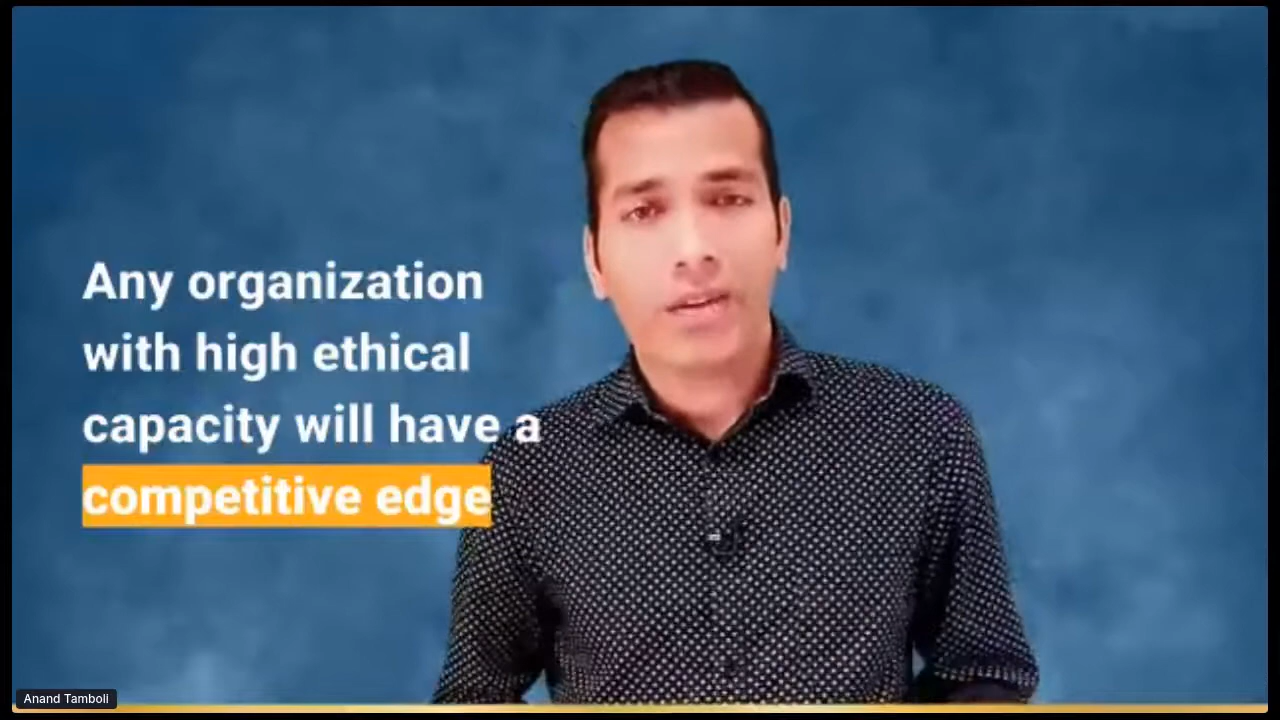 Any organization
with high ethical
capacity will have a
competitive edge
Anand Tamboli